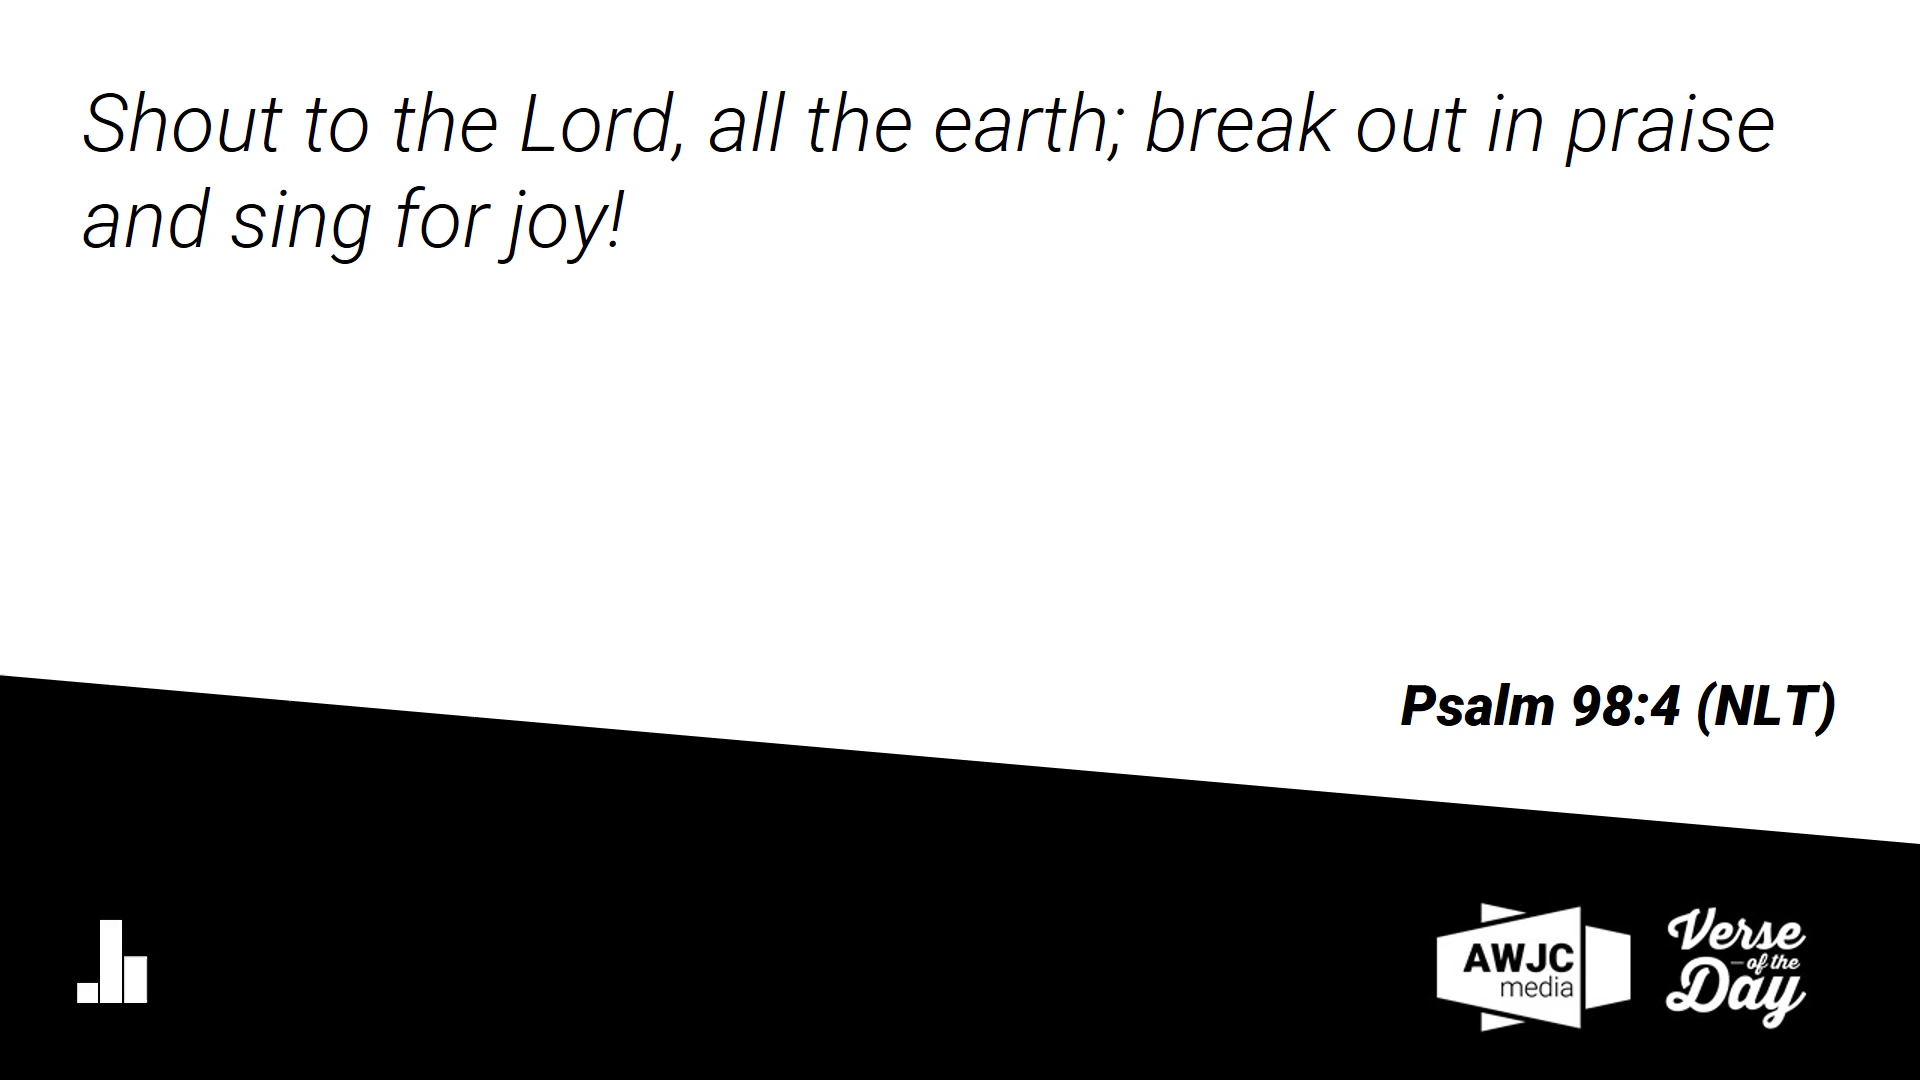 Shout to the Lord, all the earth; break out in praise
and sing for joy!
Psalm 98:4 (NLT)
AWJC
media
Verse
of the
Day